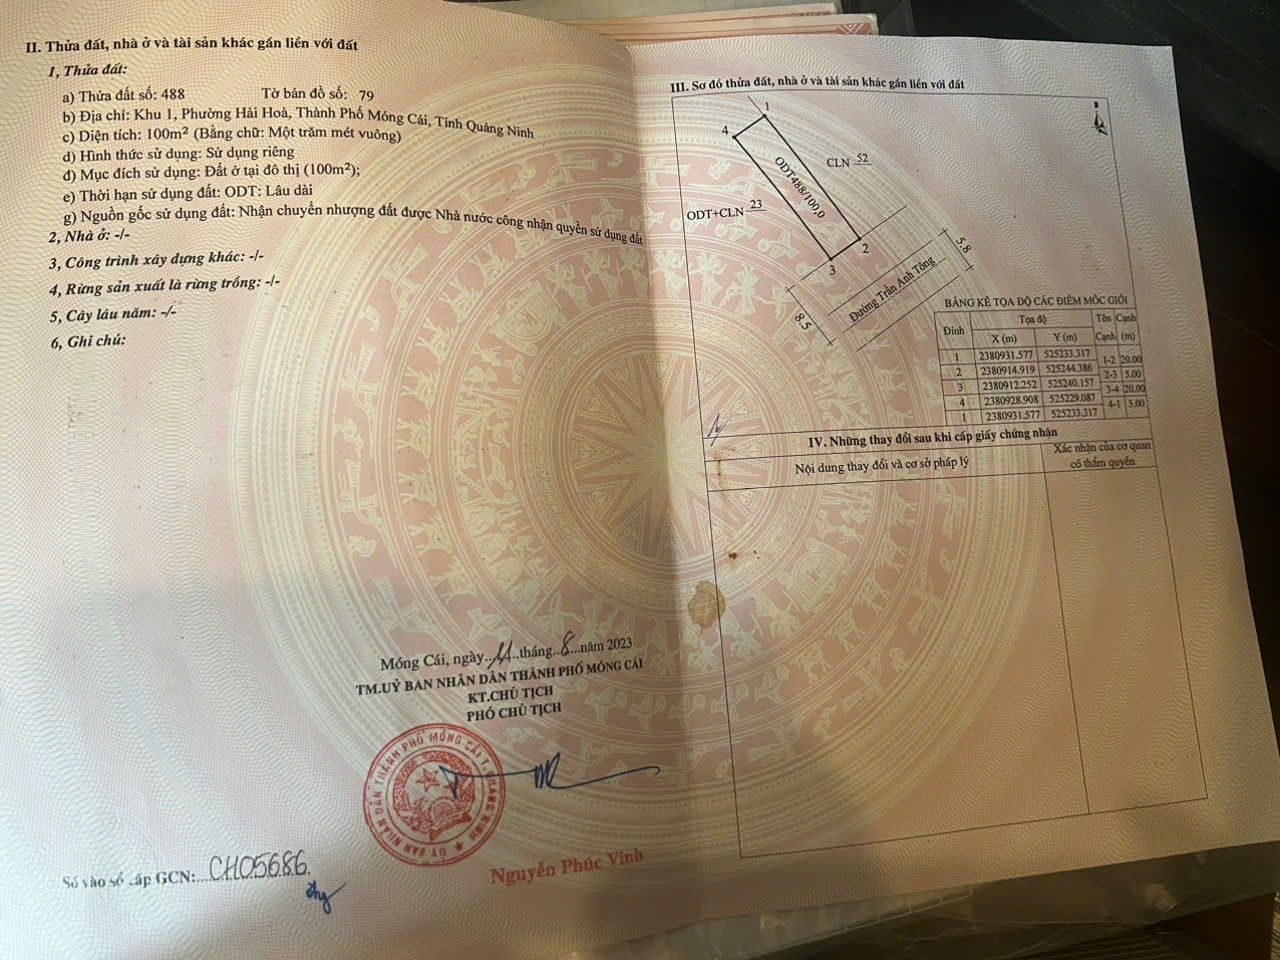 II. Thửa đất, nhà ở và tài sản khác gắn liền với đất
1, Thửa đất:
a) Thửa đất số: 488 Tờ bản đồ số: 79
b) Địa chỉ: Khu 1, Phường Hải Hoà, Thành Phố Móng Cái, Tỉnh Quảng Ninh
c) Diện tích: 100m² (Bằng chữ: Một trăm mét vuông)
d) Hình thức sử dụng: Sử dụng riêng
đ) Mục đích sử dụng: Đất ở tại đô thị (100m²);
e) Thời hạn sử dụng đất: ODT: Lâu dài
g) Nguồn gốc sử dụng đất: Nhận chuyển nhượng đất được Nhà nước công nhận quyền sử dụng đất
2, Nhà ở: -/-
3, Công trình xây dựng khác: -/-
4, Rừng sản xuất là rừng trồng: -/-
5, Cây lâu năm: -/-
6, Ghi chú:
Móng Cái, ngày..11..tháng..8...năm 2023
TM.UỶ BAN NHÂN DÂN THÀNH PHỐ MÓNG CÁI
KT.CHỦ TỊCH
PHÓ CHỦ TỊCH
UỶ BAN NHÂN DÂN THÀNH PHỐ MÓNG CÁI T. QUẢNG NINH
Nguyễn Phúc Vinh
Số vào sổ cấp GCN:...CH05686.
III. Sơ đồ thửa đất, nhà ở và tài sản khác gắn liền với đất
1
4
CLN 52
ODT488/100.0
ODT+CLN 23
2
3
5.8
Đường Trần Anh Tông
8.5
BẢNG KÊ TỌA ĐỘ CÁC ĐIỂM MỐC GIỚI
Đỉnh Tọa độ Tên Cạnh Cạnh (m)
X (m) Y (m)
1 2380931.577 525233.317
1-2 20.00
2 2380914.919 525244.386
2-3 5.00
3 2380912.252 525240.157
3-4 20.00
4 2380928.908 525229.087
4-1 5.00
1 2380931.577 525233.317
IV. Những thay đổi sau khi cấp giấy chứng nhận
Nội dung thay đổi và cơ sở pháp lý
Xác nhận của cơ quan
có thẩm quyền